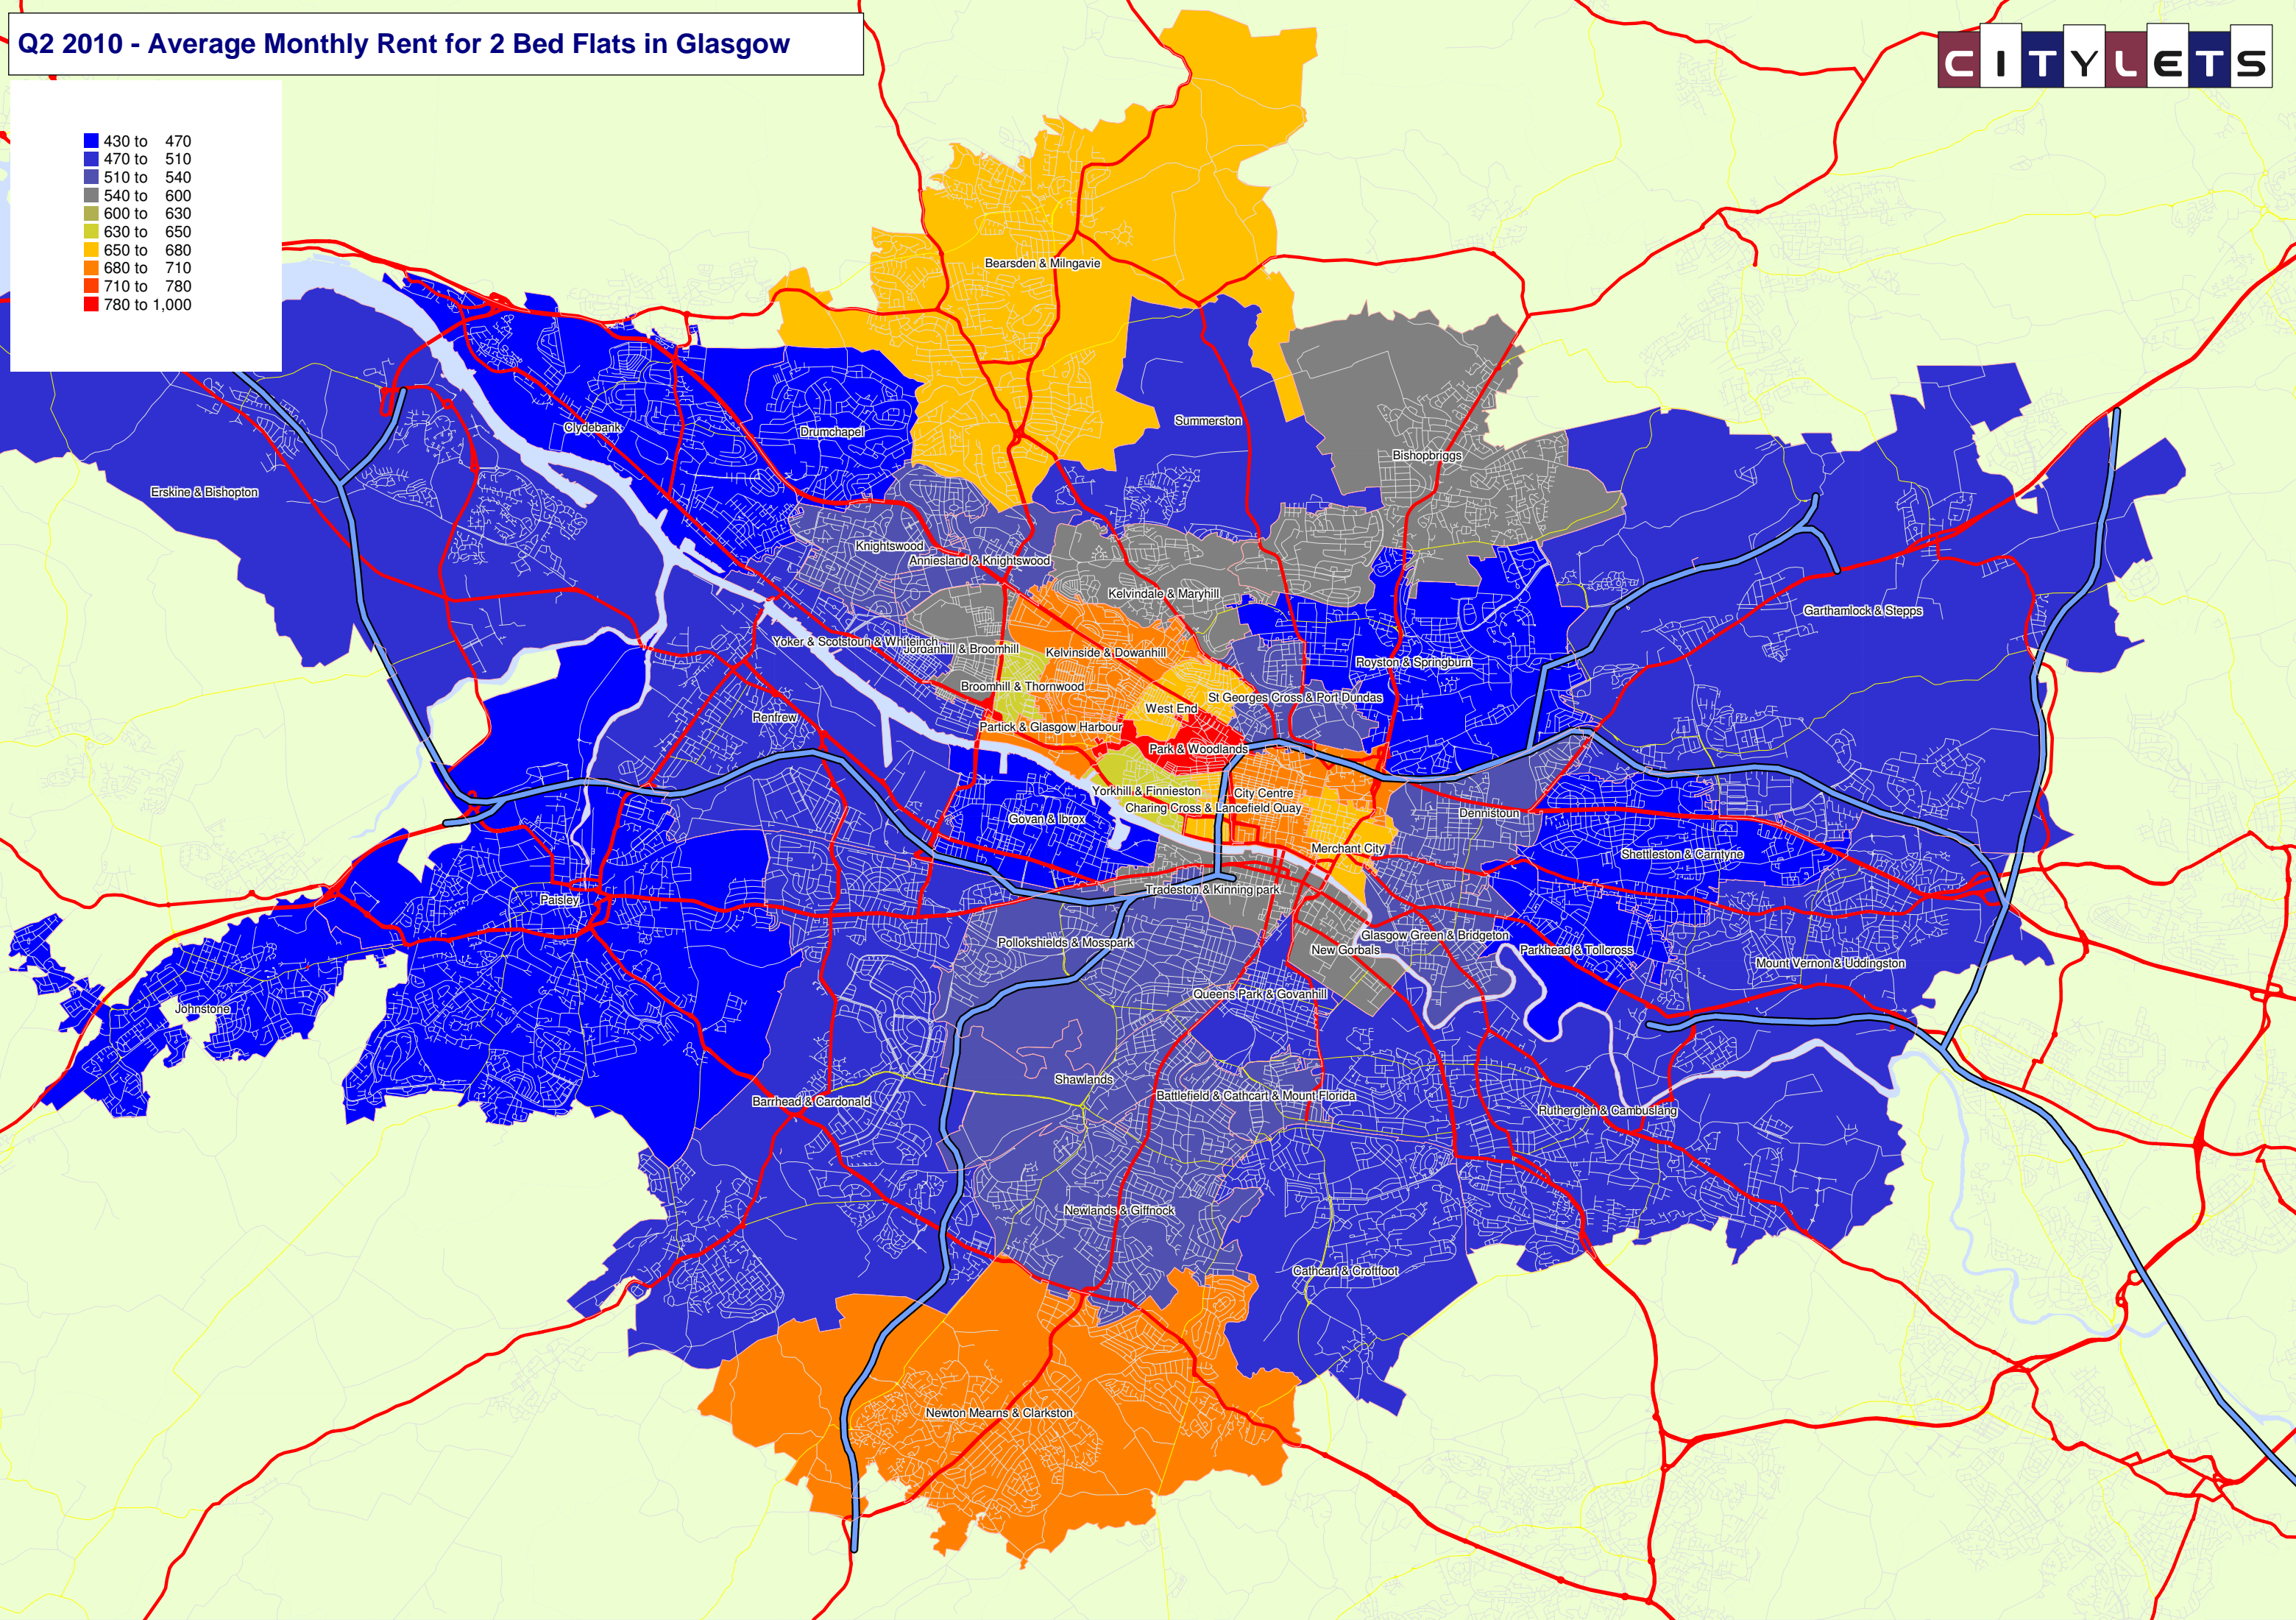 Q2 2010 - Average Monthly Rent for 2 Bed Flats in Glasgow
CITYLETS
430 to 470
470 to 510
510 to 540
540 to 600
600 to 630
630 to 650
650 to 680
680 to 710
710 to 780
780 to 1,000
Bearsden & Milngavie
Summerston
Clydebank
Drumchapel
Bishopbriggs
Erskine & Bishopton
Knightswood
Anniesland & Knightswood
Kelvindale & Maryhill
Garthamlock & Stepps
Yoker & Scotstoun & Whiteinch
Jordanhill & Broomhill
Kelvinside & Dowanhill
Royston & Springburn
Broomhill & Thornwood
St Georges Cross & Port Dundas
West End
Renfrew
Partick & Glasgow Harbour
Park & Woodlands
Yorkhill & Finnieston
City Centre
Charing Cross & Lancefield Quay
Dennistoun
Govan & Ibrox
Merchant City
Shettleston & Carntyne
Tradeston & Kinning park
Paisley
Glasgow Green & Bridgeton
Pollokshields & Mosspark
New Gorbals
Parkhead & Tollcross
Mount Vernon & Uddingston
Queens Park & Govanhill
Johnstone
Shawlands
Battlefield & Cathcart & Mount Florida
Barrhead & Cardonald
Rutherglen & Cambuslang
Newlands & Giffnock
Cathcart & Croftfoot
Newton Mearns & Clarkston